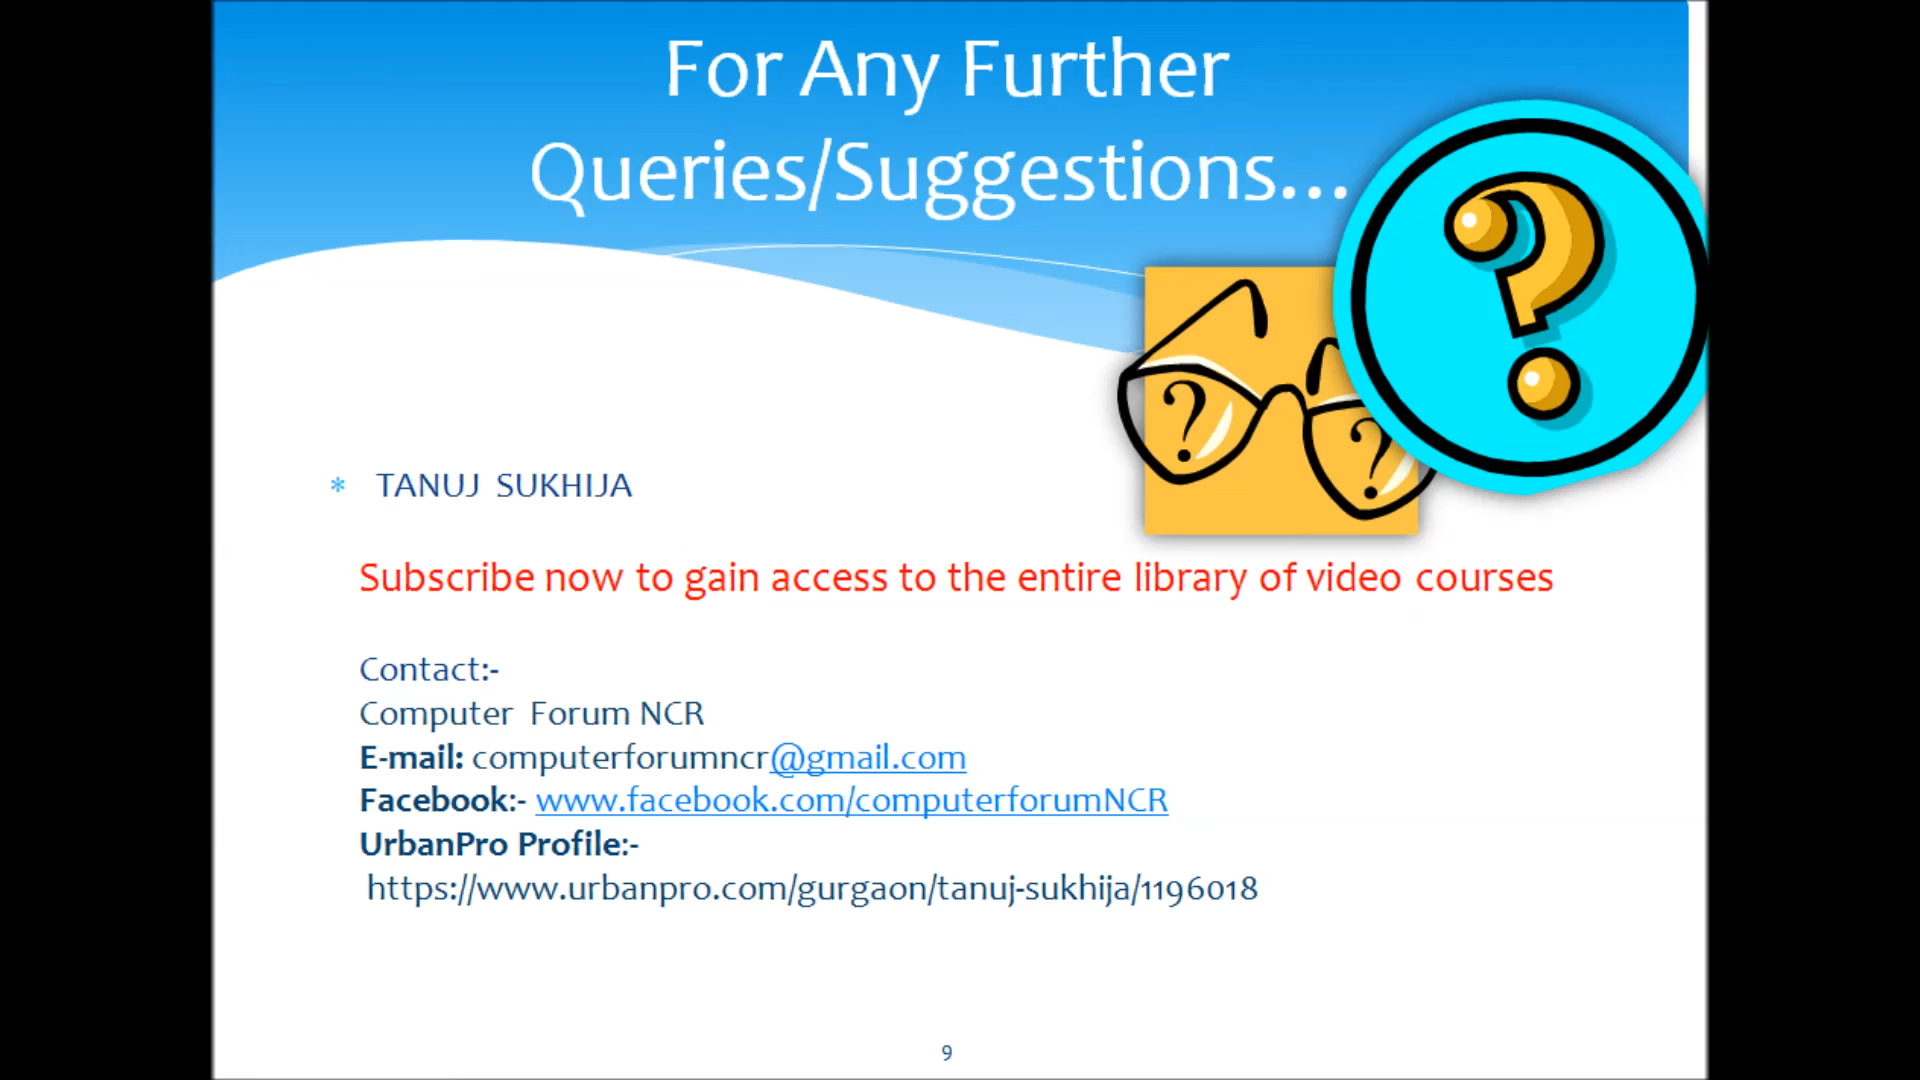 For Any Further
Queries/Suggestions...
?
? ?
* TANUJ SUKHIJA
Subscribe now to gain access to the entire library of video courses
Contact:-
Computer Forum NCR
E-mail: computerforumncr@gmail.com
Facebook:- www.facebook.com/computerforumNCR
UrbanPro Profile:-
https://www.urbanpro.com/gurgaon/tanuj-sukhija/1196018
9